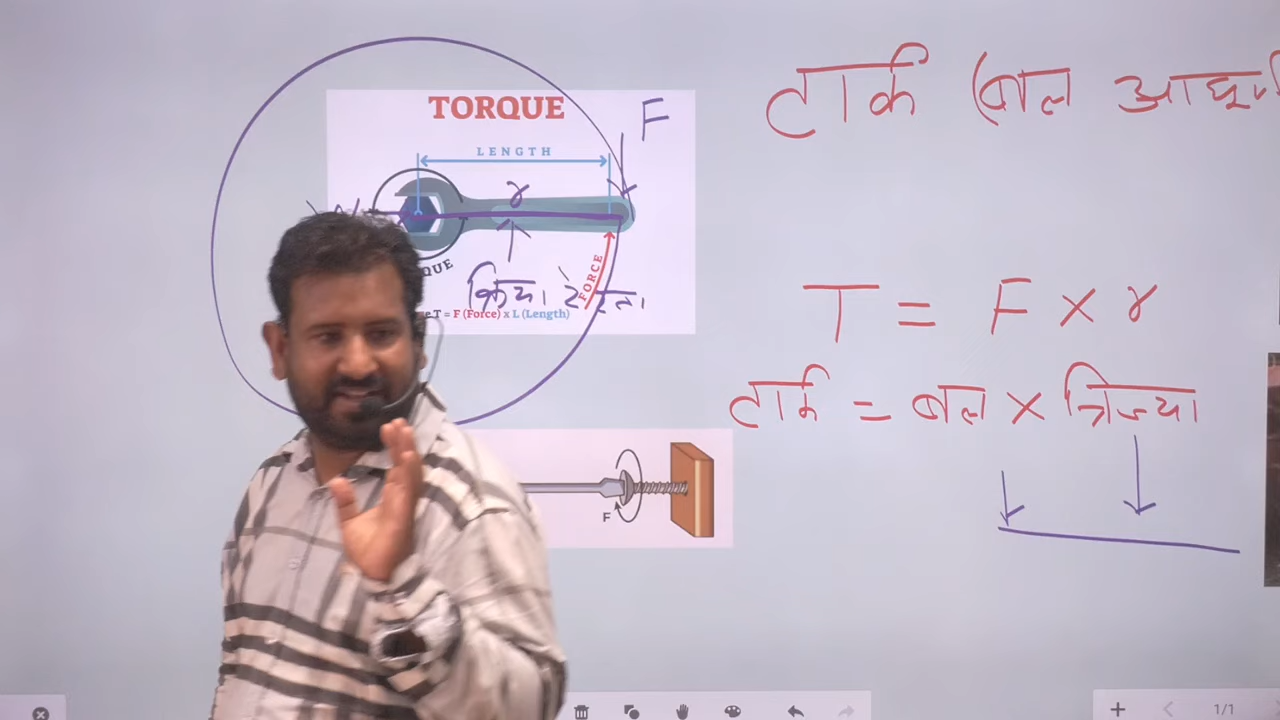 टार्क (बल आघूर्ण
TORQUE
F
LENGTH
r
FORCE
QUE
क्रिया रेखा
e T = F (Force) x L (Length)
T = F × r
टार्क = बल × त्रिज्या
F
1/1